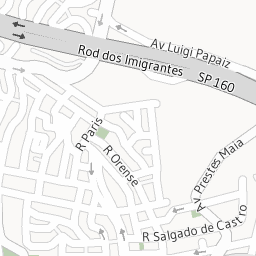 Av Luigi Papaiz
Rod dos Imigrantes SP 160
R Paris
R Orense
Av Prestes Maia
R Salgado de Castro